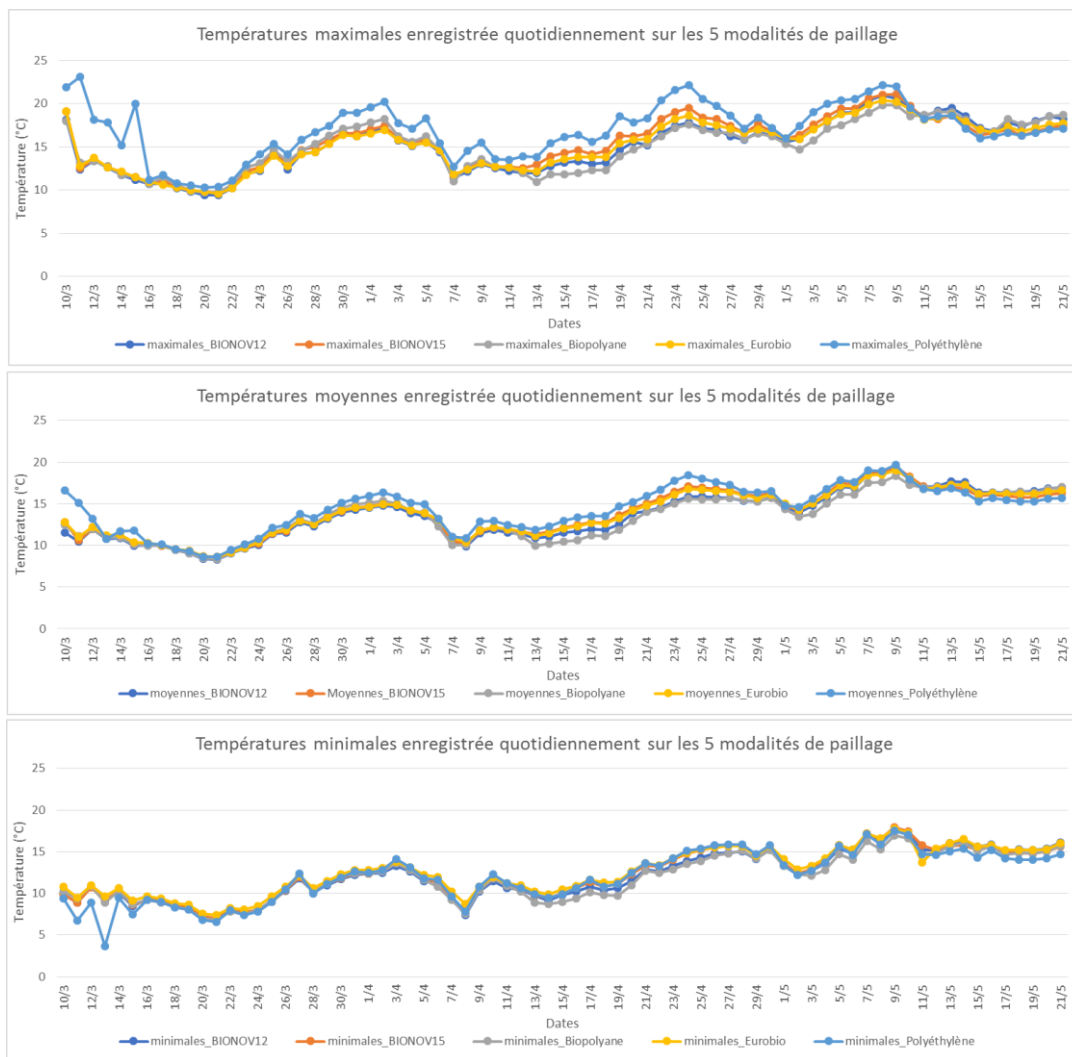 Températures maximales enregistrée quotidiennement sur les 5 modalités de paillage
Température (°C)
25
20
15
10
5
0
10/3 12/3 14/3 16/3 18/3 20/3 22/3 24/3 26/3 28/3 30/3 1/4 3/4 5/4 7/4 9/4 11/4 13/4 15/4 17/4 19/4 21/4 23/4 25/4 27/4 29/4 1/5 3/5 5/5 7/5 9/5 11/5 13/5 15/5 17/5 19/5 21/5
Dates
maximales_BIONOV12 maximales_BIONOV15 maximales_Biopolyane maximales_Eurobio maximales_Polyéthylène
Températures moyennes enregistrée quotidiennement sur les 5 modalités de paillage
Température (°C)
25
20
15
10
5
0
10/3 12/3 14/3 16/3 18/3 20/3 22/3 24/3 26/3 28/3 30/3 1/4 3/4 5/4 7/4 9/4 11/4 13/4 15/4 17/4 19/4 21/4 23/4 25/4 27/4 29/4 1/5 3/5 5/5 7/5 9/5 11/5 13/5 15/5 17/5 19/5 21/5
Dates
moyennes_BIONOV12 Moyennes_BIONOV15 moyennes_Biopolyane moyennes_Eurobio moyennes_Polyéthylène
Températures minimales enregistrée quotidiennement sur les 5 modalités de paillage
Température (°C)
25
20
15
10
5
0
10/3 12/3 14/3 16/3 18/3 20/3 22/3 24/3 26/3 28/3 30/3 1/4 3/4 5/4 7/4 9/4 11/4 13/4 15/4 17/4 19/4 21/4 23/4 25/4 27/4 29/4 1/5 3/5 5/5 7/5 9/5 11/5 13/5 15/5 17/5 19/5 21/5
Dates
minimales_BIONOV12 minimales_BIONOV15 minimales_Biopolyane minimales_Eurobio minimales_Polyéthylène